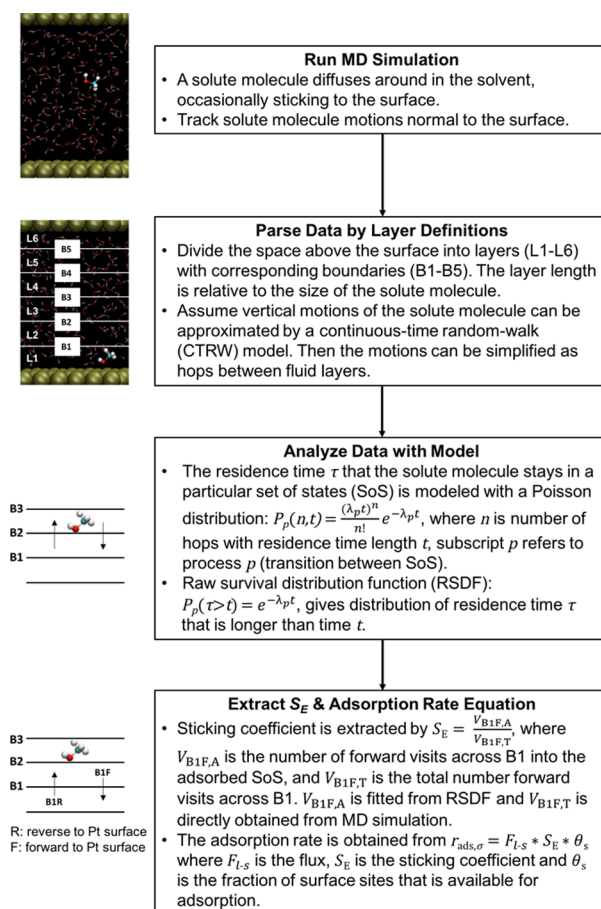 Run MD Simulation
• A solute molecule diffuses around in the solvent,
occasionally sticking to the surface.
• Track solute molecule motions normal to the surface.
L6
B5
L5
B4
L4
B3
L3
B2
L2
B1
L1
Parse Data by Layer Definitions
• Divide the space above the surface into layers (L1-L6)
with corresponding boundaries (B1-B5). The layer length
is relative to the size of the solute molecule.
• Assume vertical motions of the solute molecule can be
approximated by a continuous-time random-walk
(CTRW) model. Then the motions can be simplified as
hops between fluid layers.
B3
B2
B1
Analyze Data with Model
• The residence time τ that the solute molecule stays in a
particular set of states (SoS) is modeled with a Poisson
distribution: P_p(n,t) = (λ_p t)^n / n! e^{−λ_p t}, where n is number of
hops with residence time length t, subscript p refers to
process p (transition between SoS).
• Raw survival distribution function (RSDF):
P_p(τ>t) = e^{−λ_p t}, gives distribution of residence time τ
that is longer than time t.
B3
B2
B1F
B1
B1R
R: reverse to Pt surface
F: forward to Pt surface
Extract S_E & Adsorption Rate Equation
• Sticking coefficient is extracted by S_E = V_{B1F,A} / V_{B1F,T}, where
V_{B1F,A} is the number of forward visits across B1 into the
adsorbed SoS, and V_{B1F,T} is the total number forward
visits across B1. V_{B1F,A} is fitted from RSDF and V_{B1F,T} is
directly obtained from MD simulation.
• The adsorption rate is obtained from r_{ads,σ} = F_{l-s} * S_E * θ_s
where F_{l-s} is the flux, S_E is the sticking coefficient and θ_s
is the fraction of surface sites that is available for
adsorption.